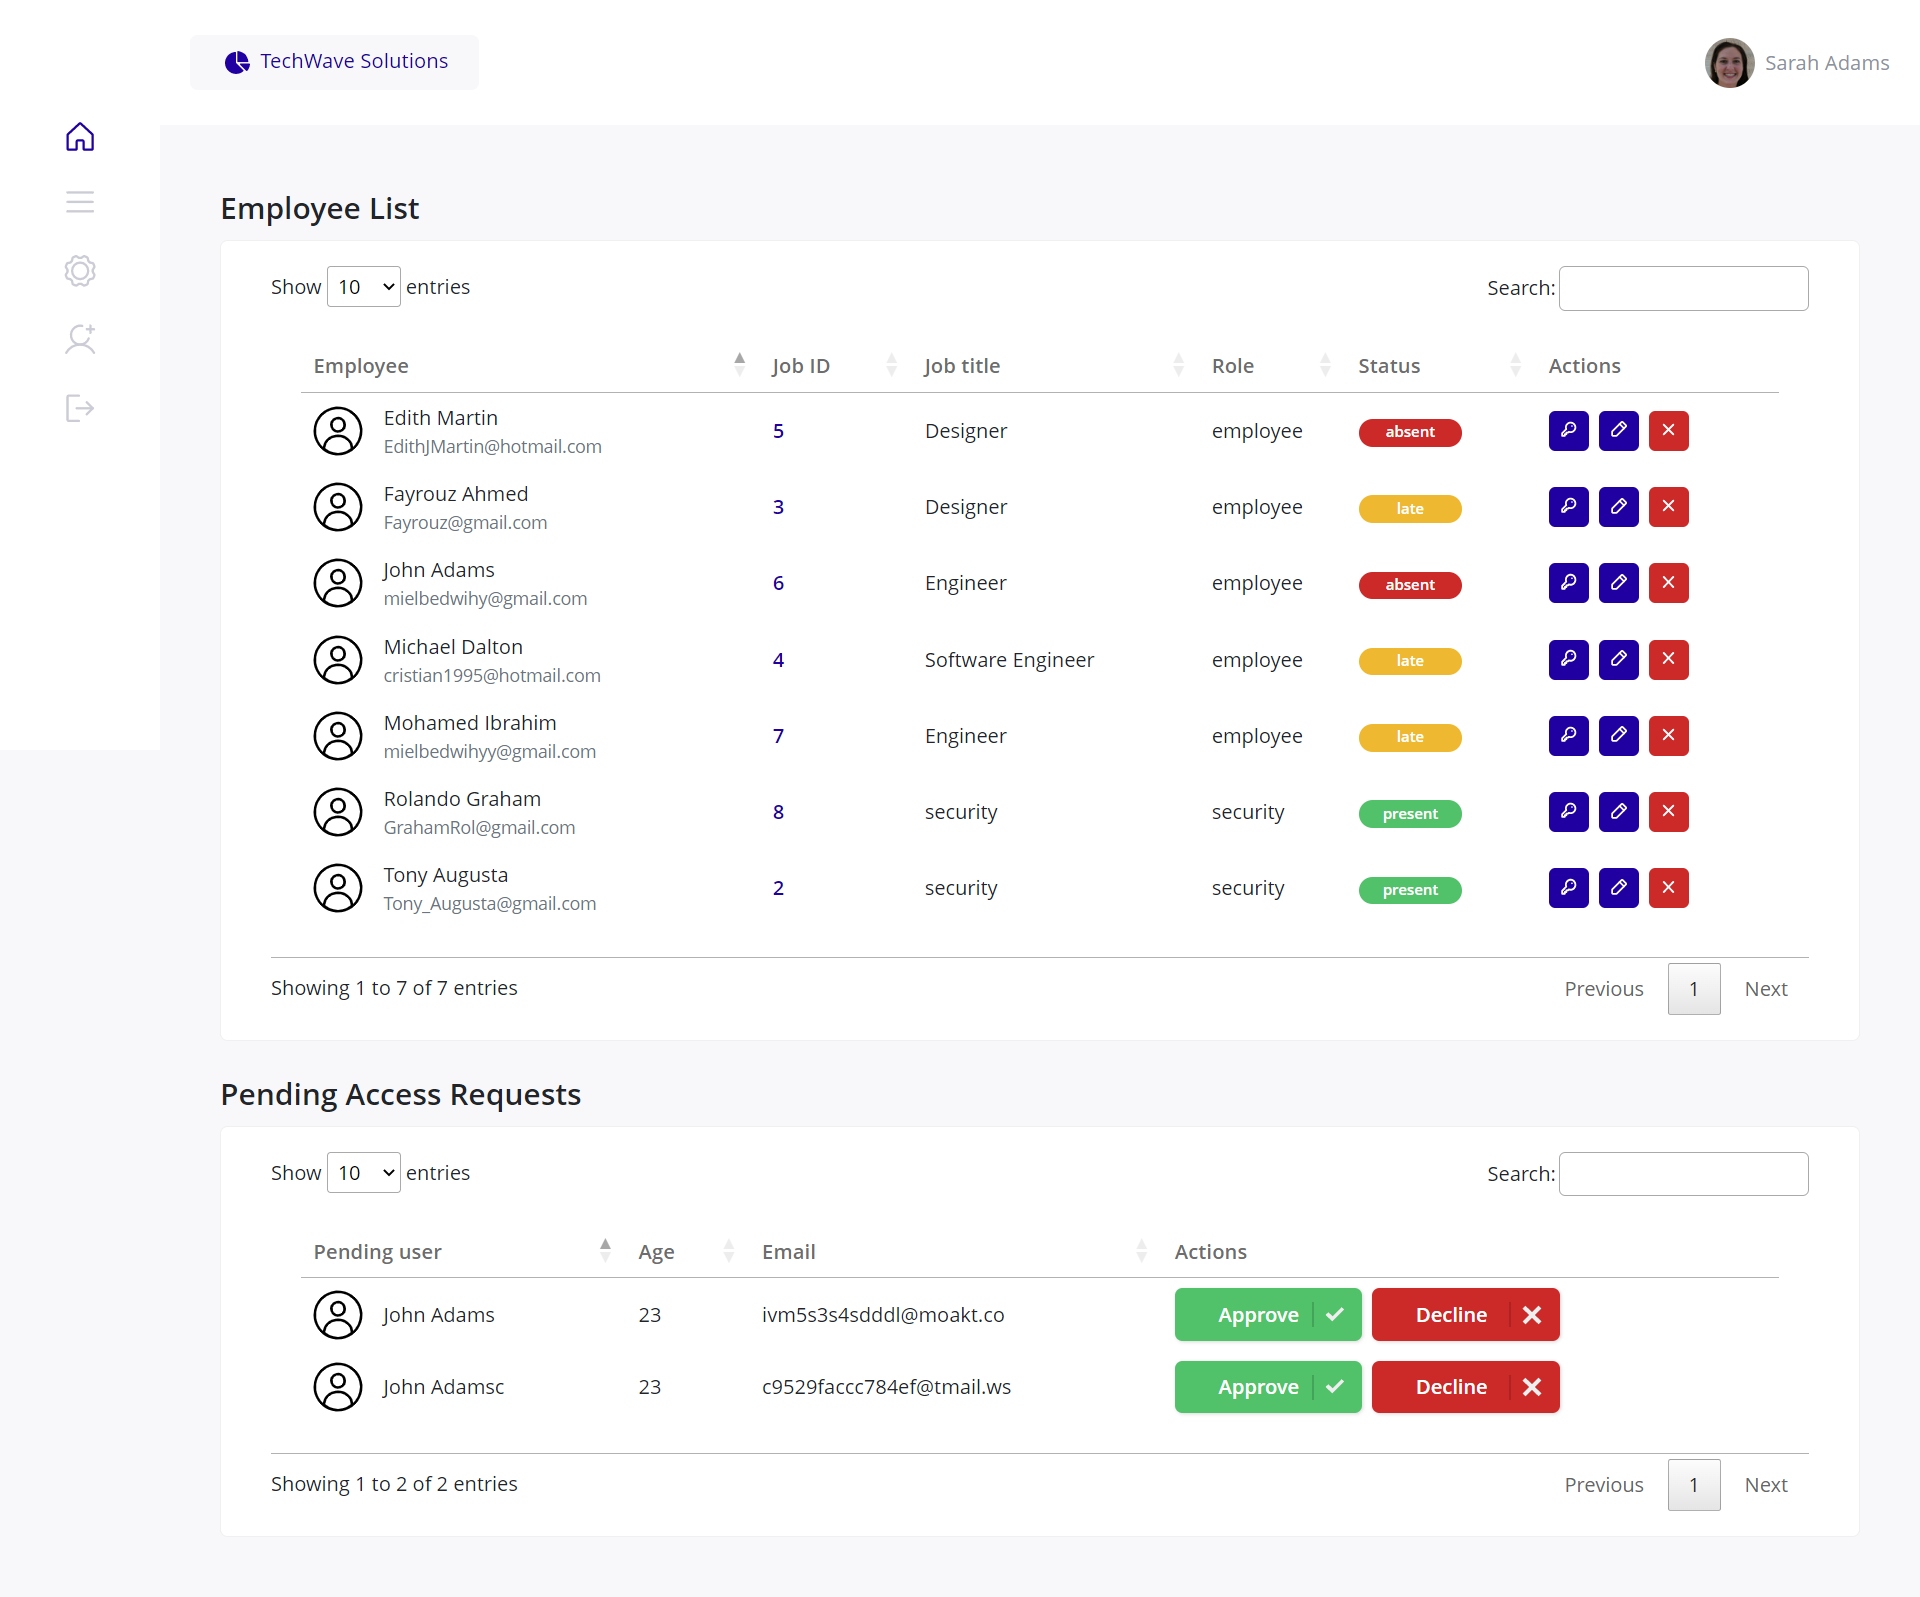 TechWave Solutions
Sarah Adams
Employee List
Show 10 entries
Search:
Employee Job ID Job title Role Status Actions
Edith Martin
EdithJMartin@hotmail.com
5 Designer employee absent
Fayrouz Ahmed
Fayrouz@gmail.com
3 Designer employee late
John Adams
mielbedwihy@gmail.com
6 Engineer employee absent
Michael Dalton
cristian1995@hotmail.com
4 Software Engineer employee late
Mohamed Ibrahim
mielbedwihyy@gmail.com
7 Engineer employee late
Rolando Graham
GrahamRol@gmail.com
8 security security present
Tony Augusta
Tony_Augusta@gmail.com
2 security security present
Showing 1 to 7 of 7 entries
Previous 1 Next
Pending Access Requests
Show 10 entries
Search:
Pending user Age Email Actions
John Adams 23 ivm5s3s4sdddl@moakt.co Approve Decline
John Adamsc 23 c9529faccc784ef@tmail.ws Approve Decline
Showing 1 to 2 of 2 entries
Previous 1 Next